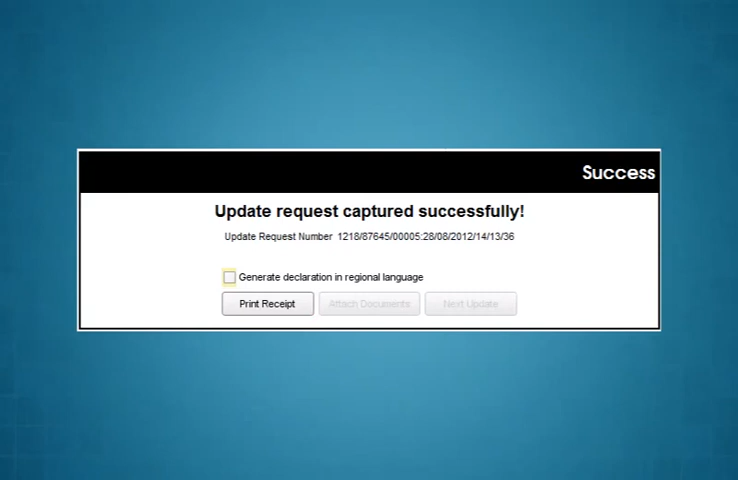 Success
Update request captured successfully!
Update Request Number 1218/87645/00005:28/08/2012/14/13/36
Generate declaration in regional language
Print Receipt Attach Documents Next Update